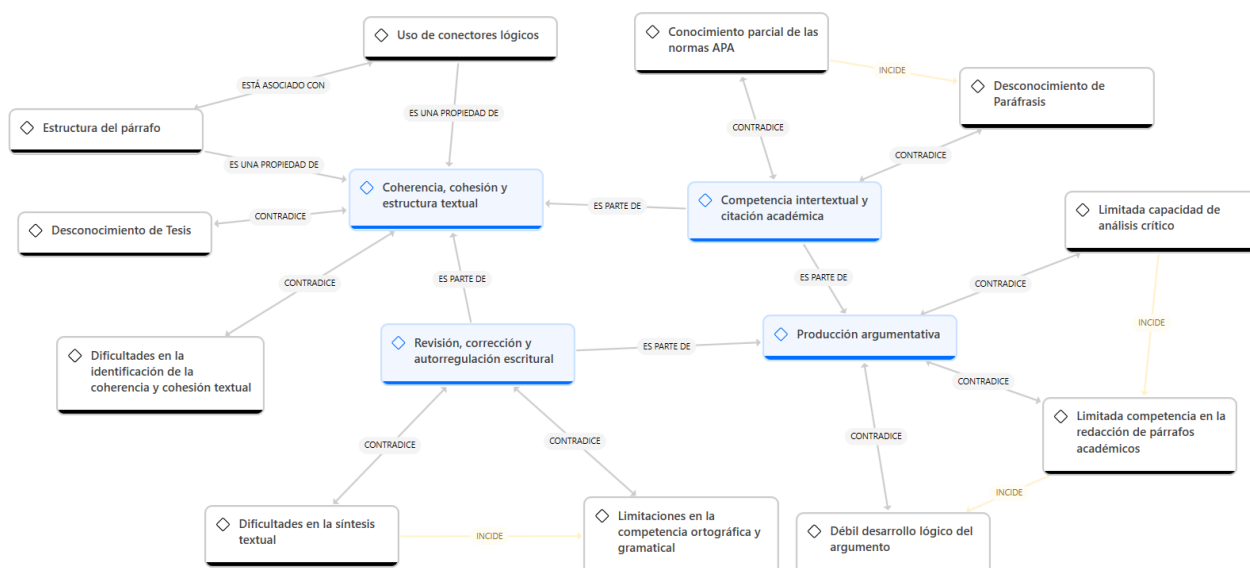 Uso de conectores lógicos
Conocimiento parcial de las
normas APA
INCIDE
ESTÁ ASOCIADO CON
Desconocimiento de
Paráfrasis
Estructura del párrafo
ES UNA PROPIEDAD DE
CONTRADICE
CONTRADICE
ES UNA PROPIEDAD DE
Coherencia, cohesión y
estructura textual
ES PARTE DE
Competencia intertextual y
citación académica
Limitada capacidad de
análisis crítico
CONTRADICE
Desconocimiento de Tesis
CONTRADICE
ES PARTE DE
ES PARTE DE
CONTRADICE
INCIDE
Revisión, corrección y
autorregulación escritural
ES PARTE DE
Producción argumentativa
Dificultades en la
identificación de la
coherencia y cohesión textual
CONTRADICE
Limitada competencia en la
redacción de párrafos
académicos
CONTRADICE
CONTRADICE
CONTRADICE
INCIDE
Dificultades en la síntesis
textual
INCIDE
Limitaciones en la
competencia ortográfica y
gramatical
Débil desarrollo lógico del
argumento